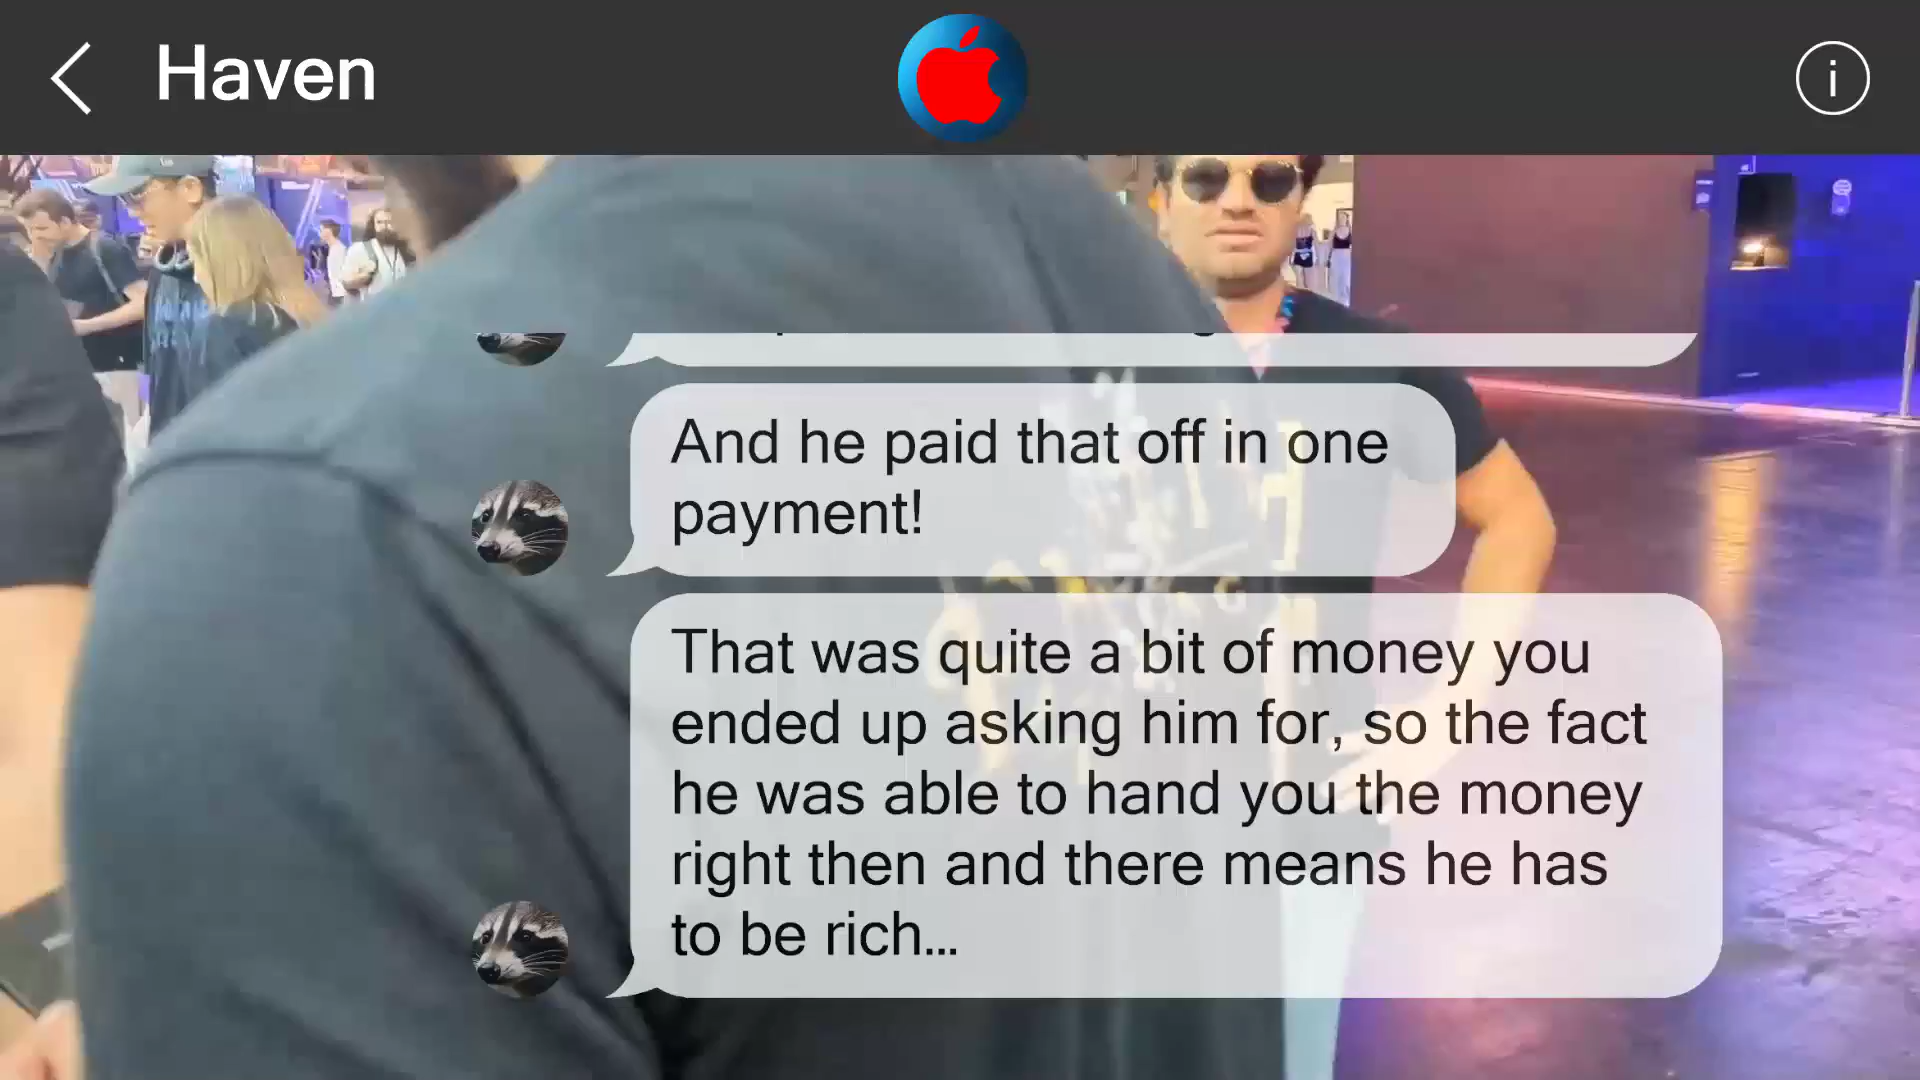 Haven
And he paid that off in one
payment!
That was quite a bit of money you
ended up asking him for, so the fact
he was able to hand you the money
right then and there means he has
to be rich...